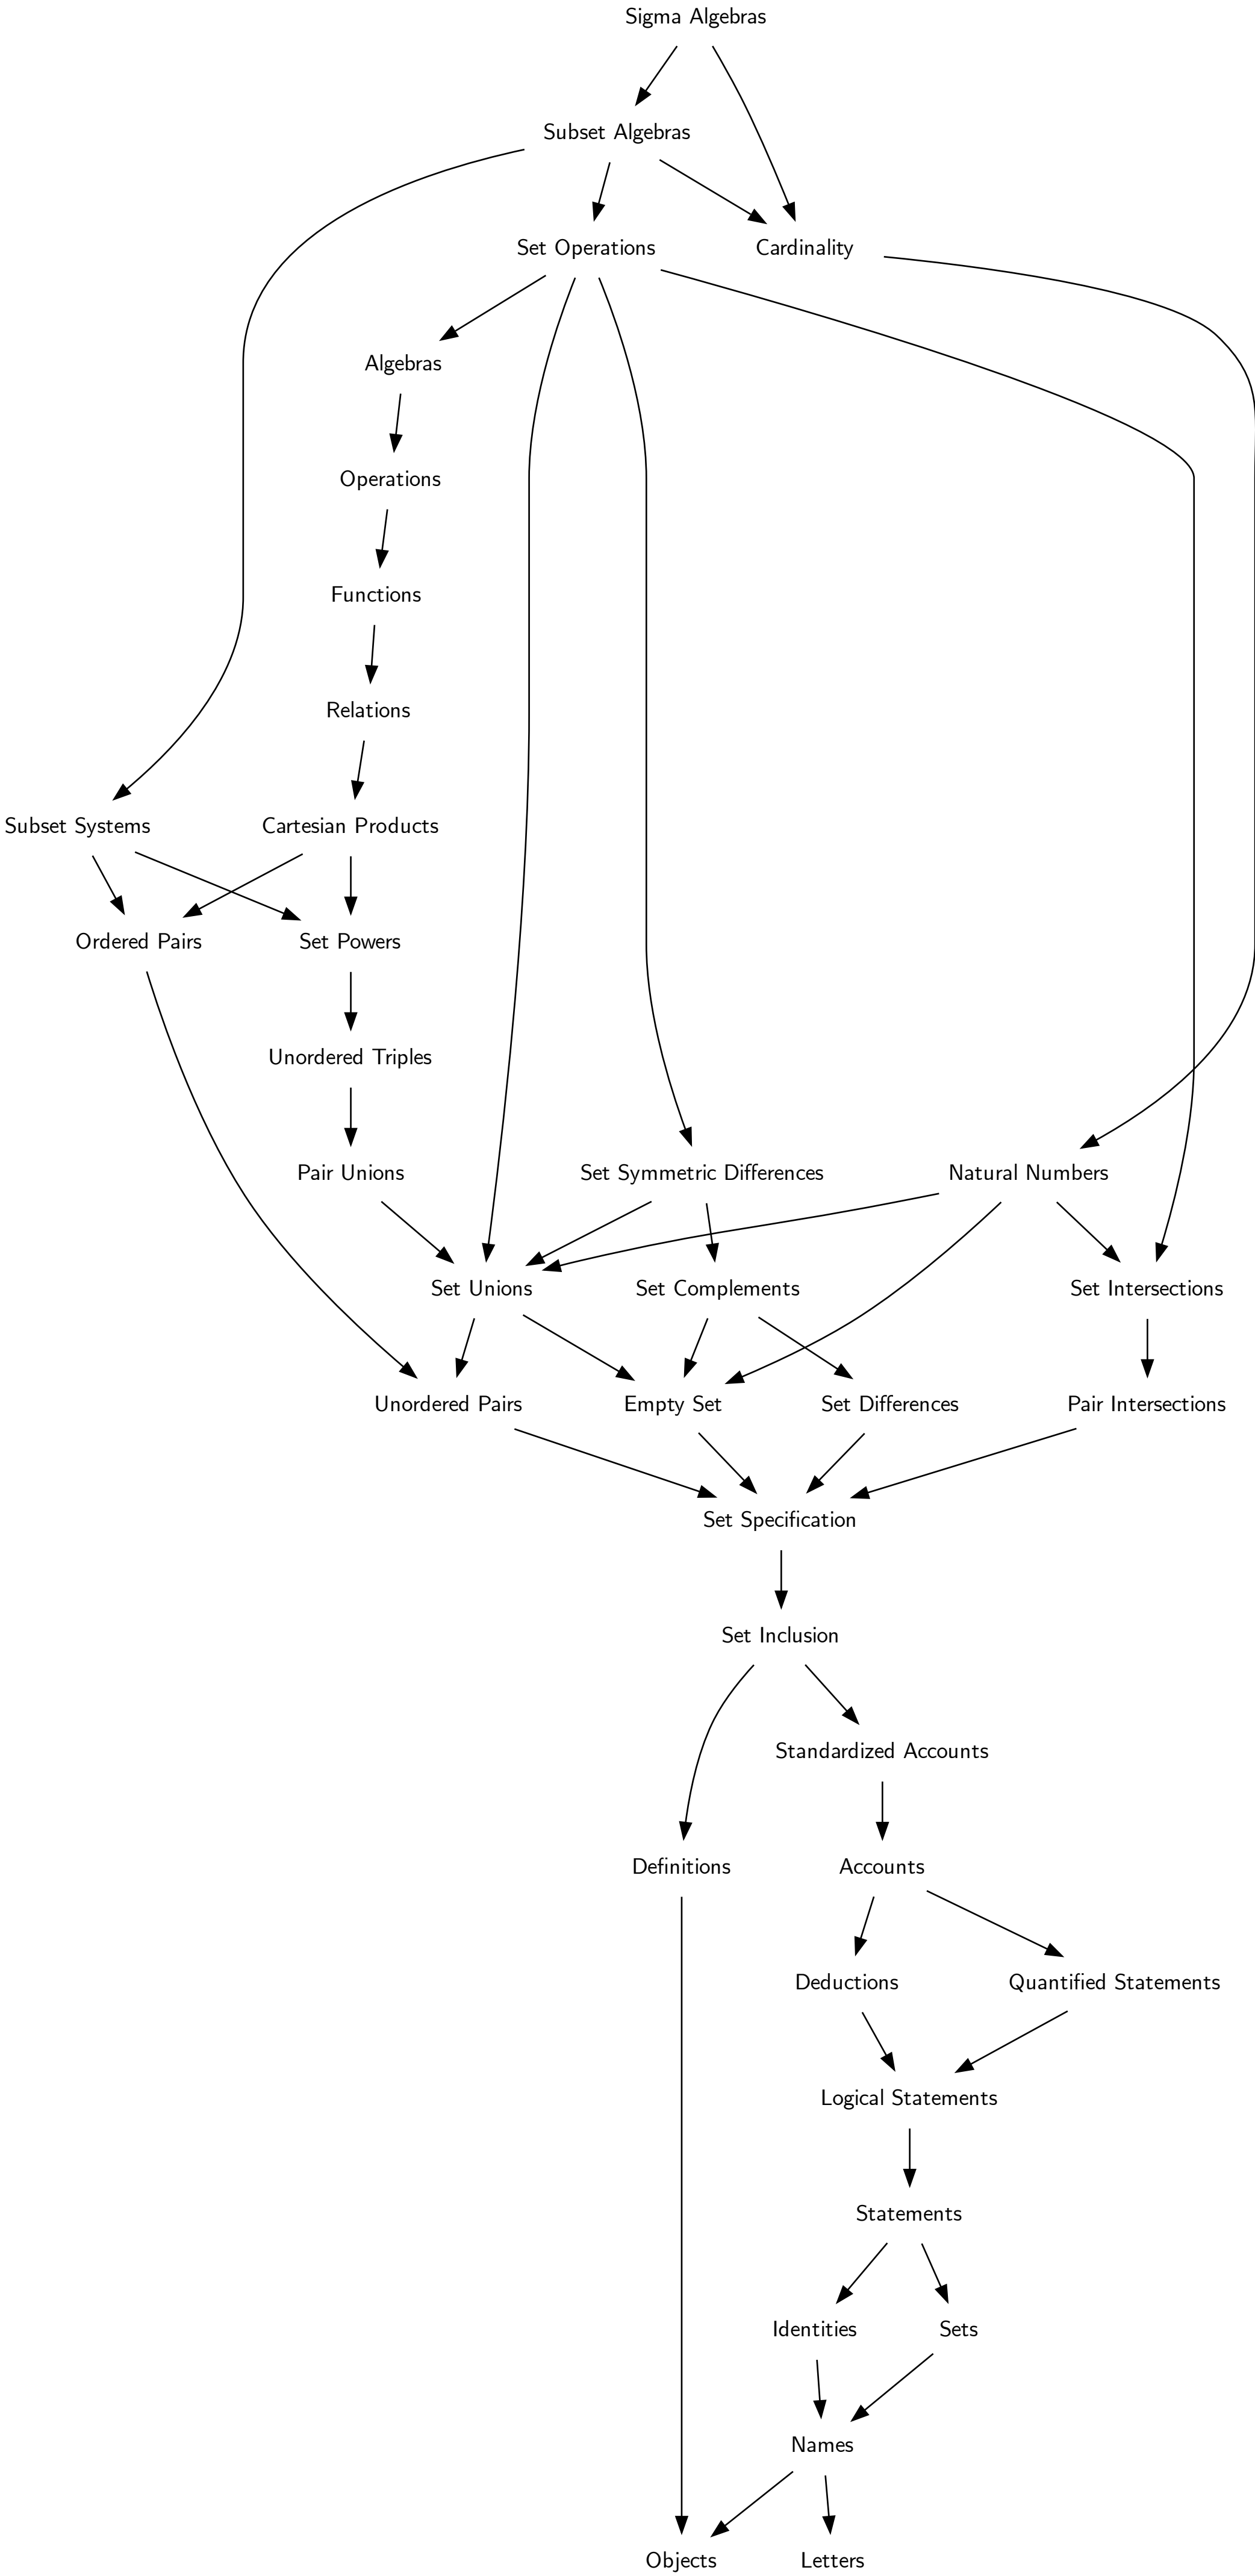 Sigma Algebras
Subset Algebras
Set Operations
Cardinality
Algebras
Operations
Functions
Relations
Subset Systems
Cartesian Products
Ordered Pairs
Set Powers
Unordered Triples
Pair Unions
Set Symmetric Differences
Natural Numbers
Set Unions
Set Complements
Set Intersections
Unordered Pairs
Empty Set
Set Differences
Pair Intersections
Set Specification
Set Inclusion
Standardized Accounts
Definitions
Accounts
Deductions
Quantified Statements
Logical Statements
Statements
Identities
Sets
Names
Objects
Letters